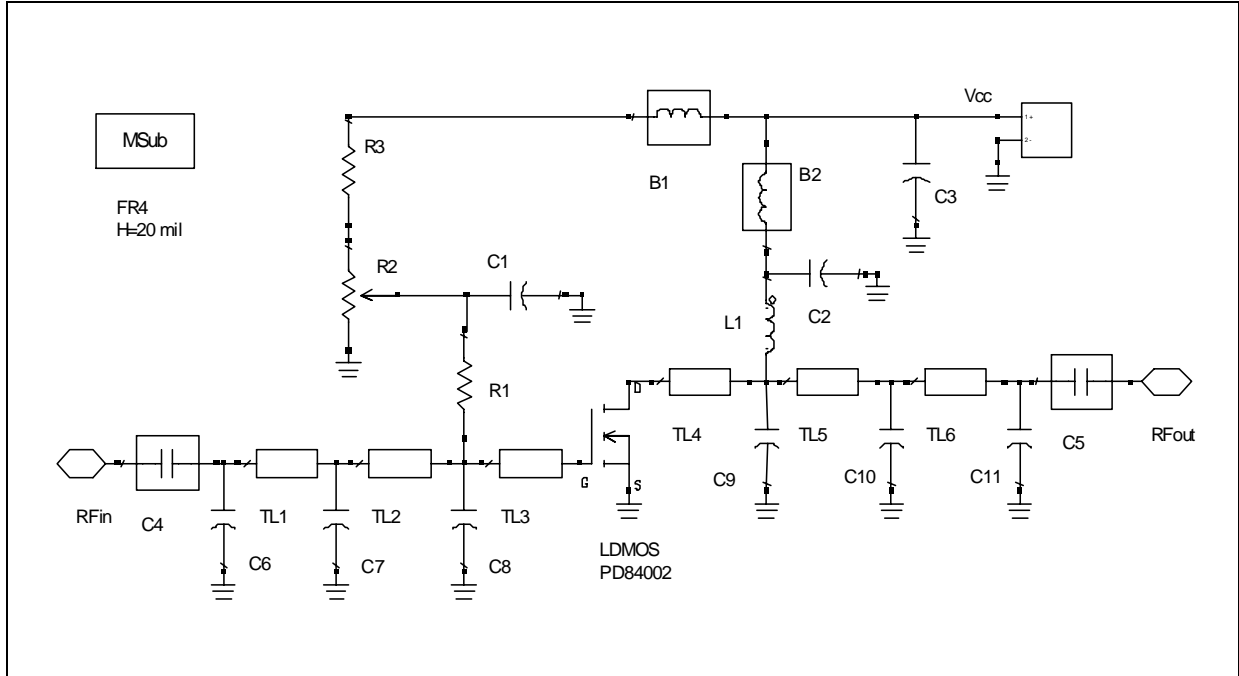 Vcc
1+
2-
MSub
R3
B1
B2
C3
FR4
H=20 mil
R2
C1
C2
L1
R1
D
TL4
TL5
TL6
C5
RFout
G
S
C9
C10
C11
RFin
C4
TL1
TL2
TL3
C6
C7
C8
LDMOS
PD84002